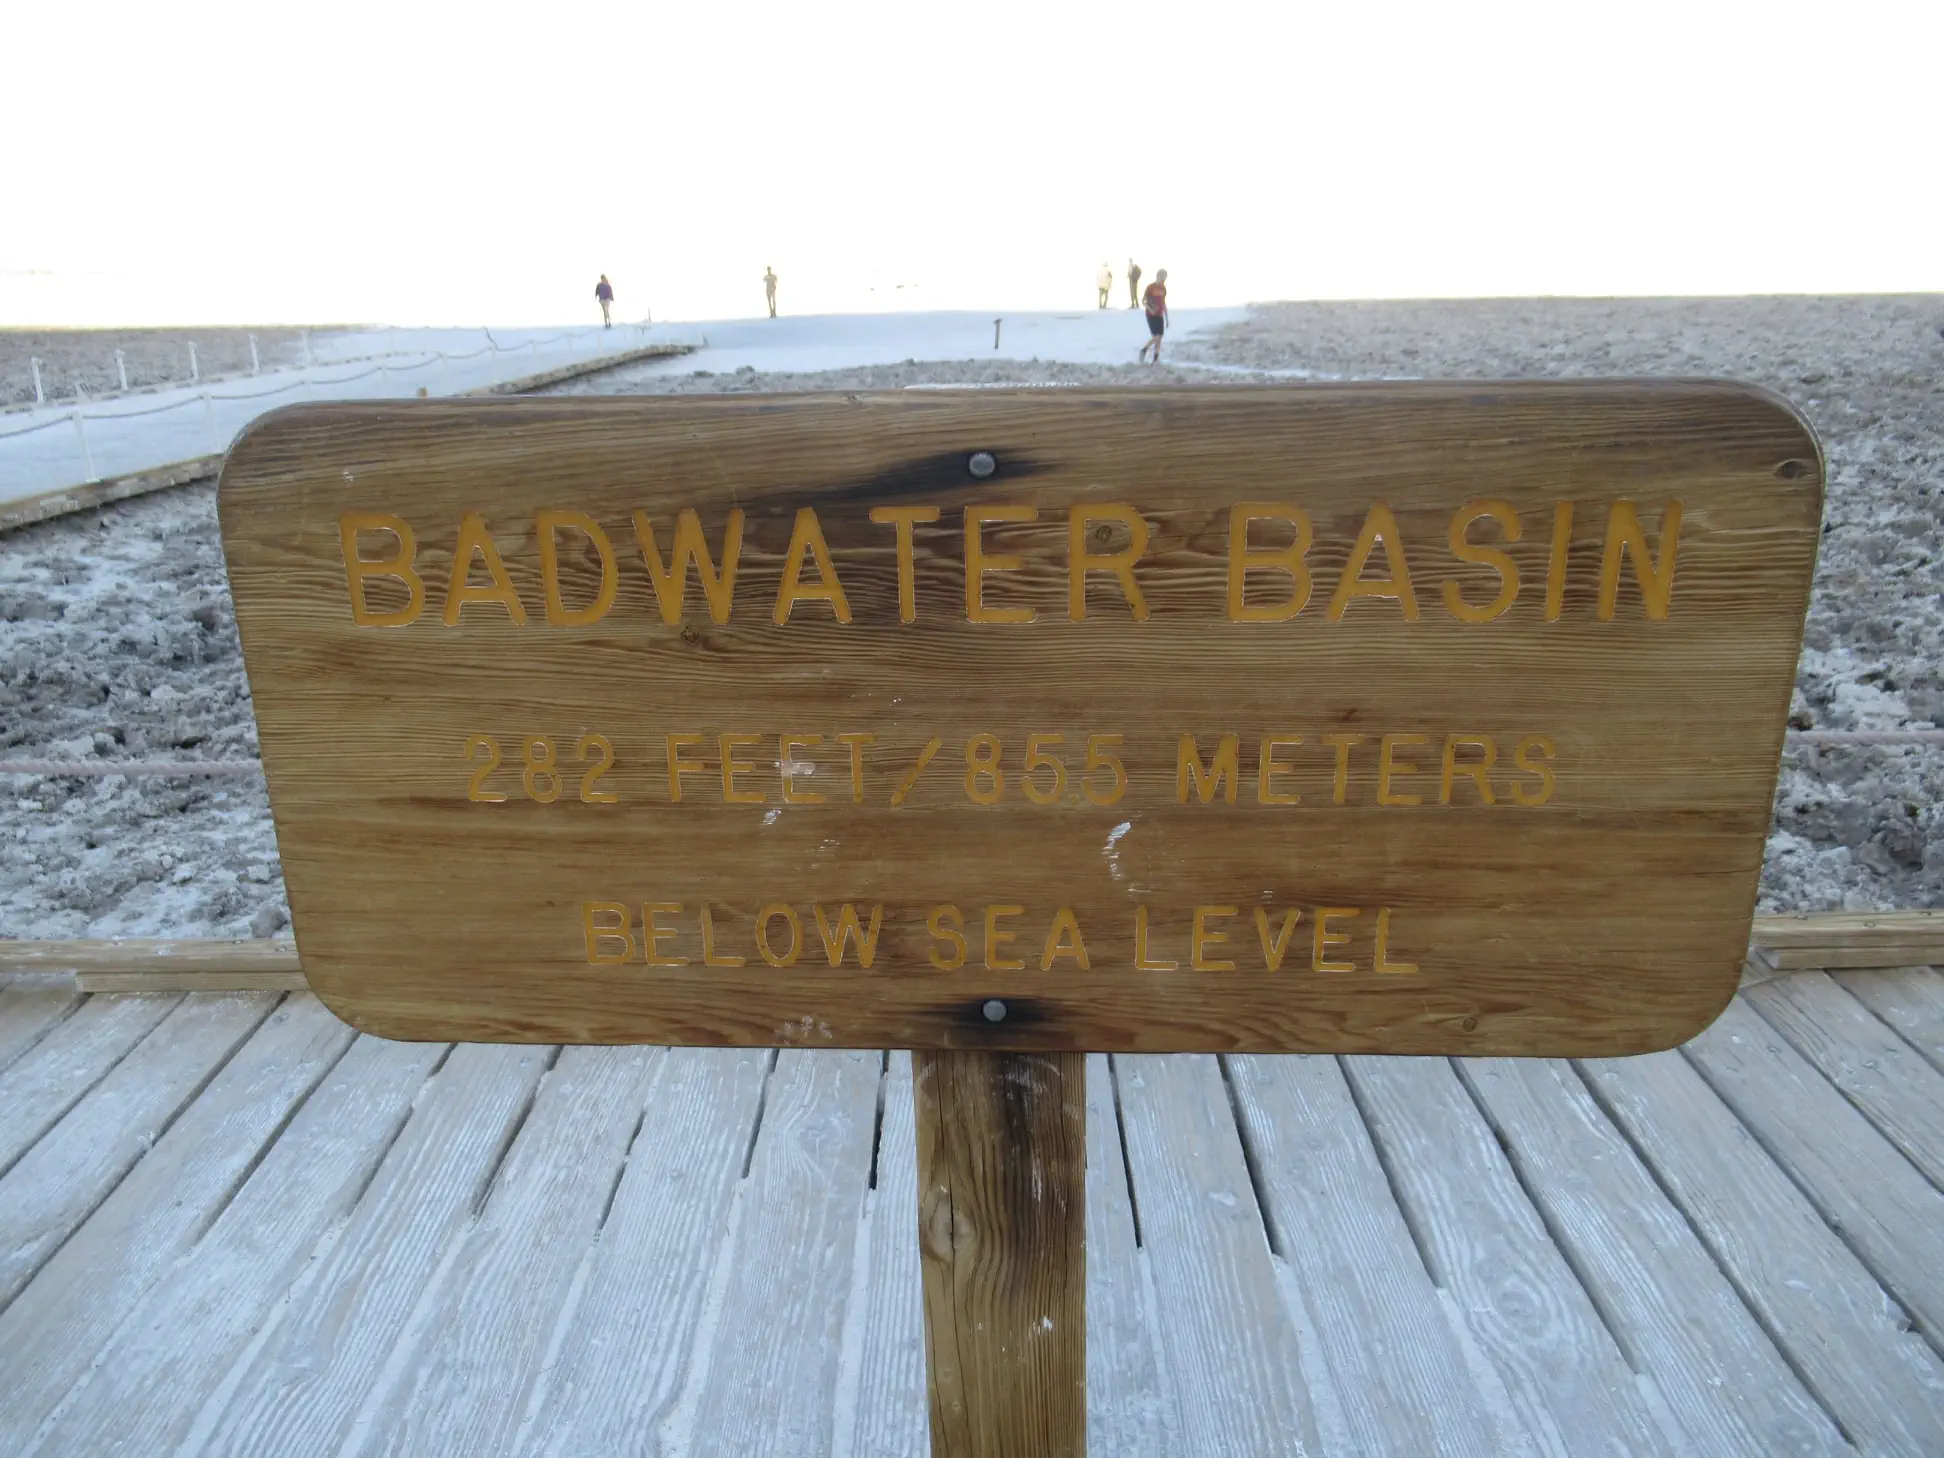 BADWATER BASIN
282 FEET/85.5 METERS
BELOW SEA LEVEL